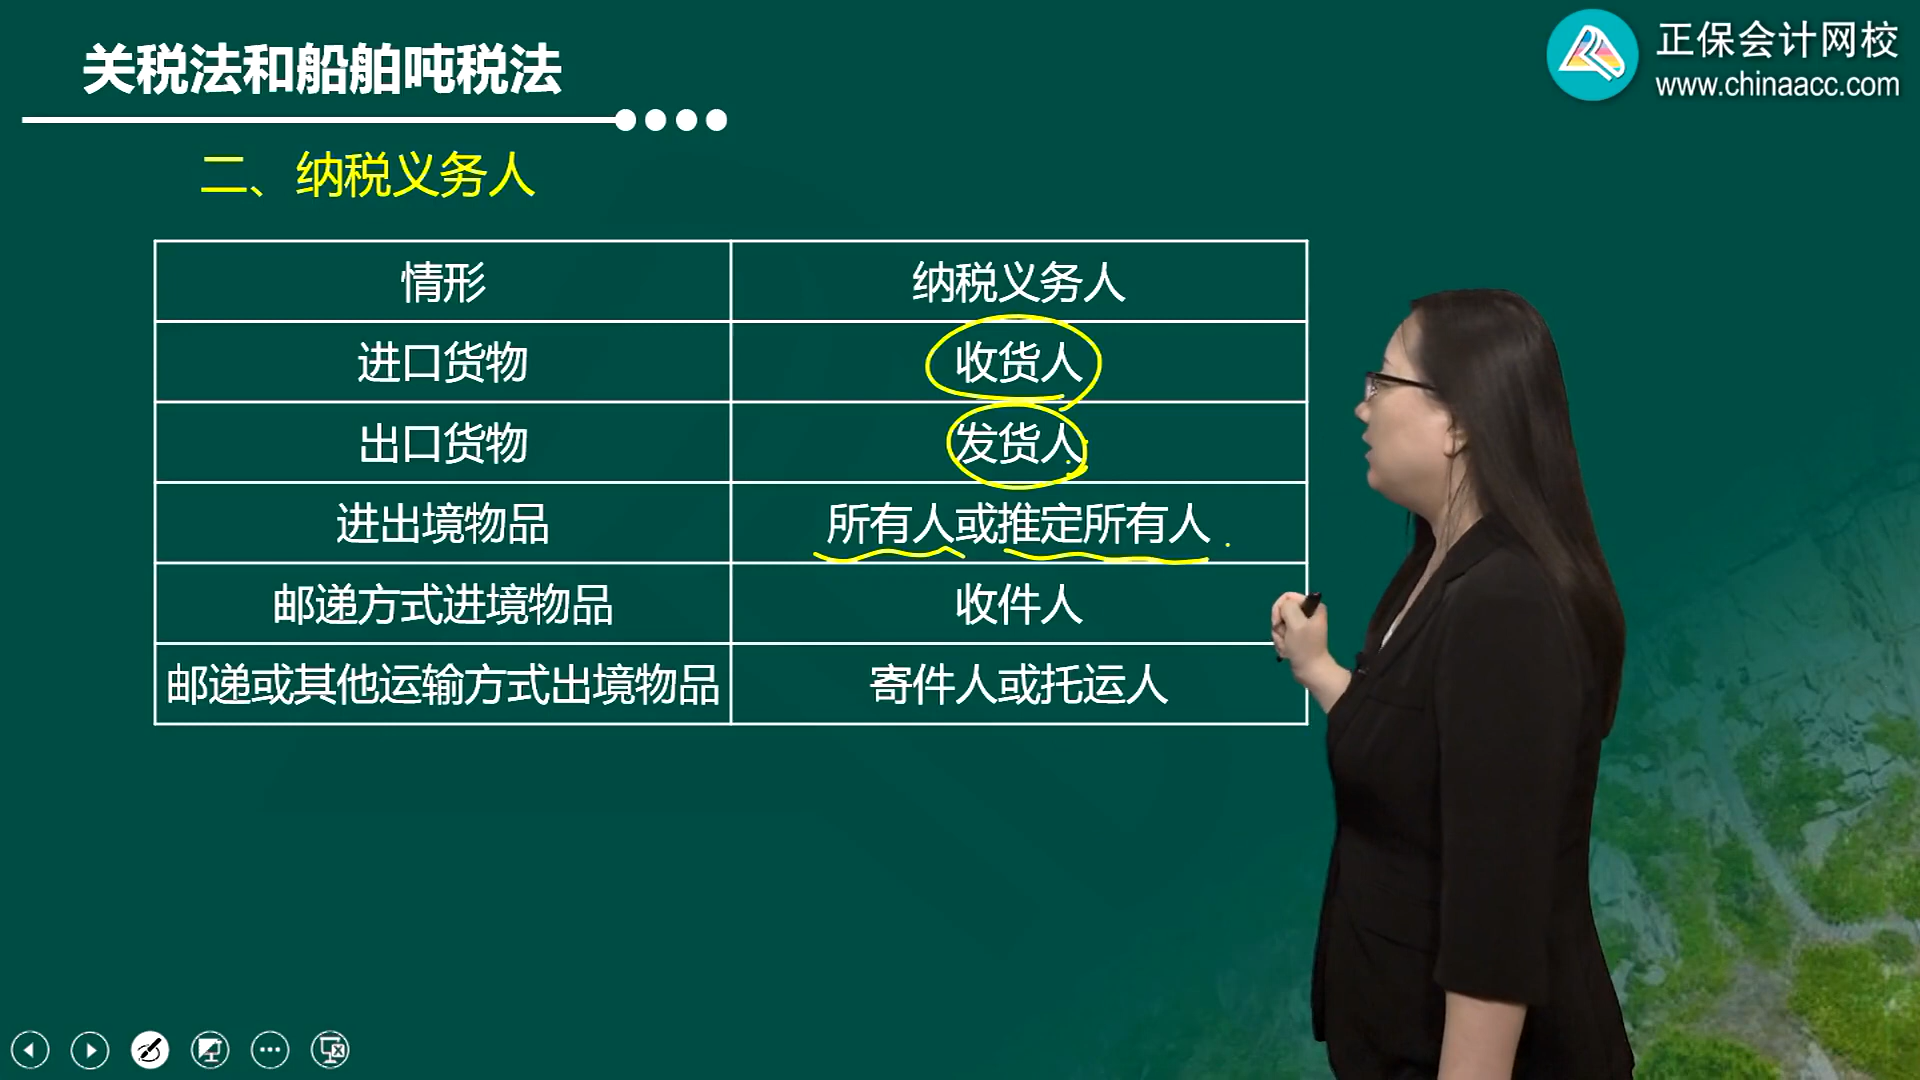 关税法和船舶吨税法
正保会计网校
www.chinaacc.com
二、纳税义务人
情形 纳税义务人
进口货物 收货人
出口货物 发货人
进出境物品 所有人或推定所有人
邮递方式进境物品 收件人
邮递或其他运输方式出境物品 寄件人或托运人